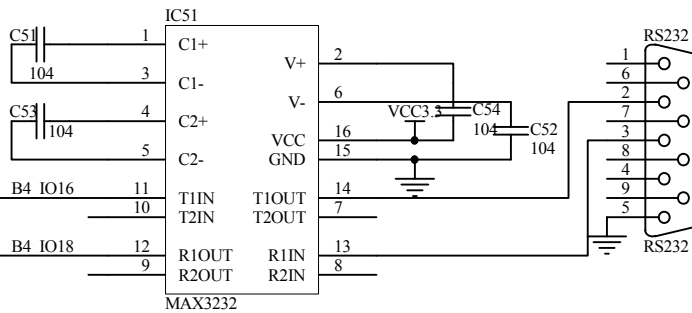 IC51
RS232
C51
104
1
C1+
3
C1-
C53
104
4
C2+
5
C2-
B4 IO16
11
T1IN
10
T2IN
B4 IO18
12
R1OUT
9
R2OUT
V+
2
V-
6
VCC
16
GND
15
T1OUT
14
T2OUT
7
R1IN
13
R2IN
8
VCC3.3
C54
104
C52
104
1
6
2
7
3
8
4
9
5
RS232
MAX3232